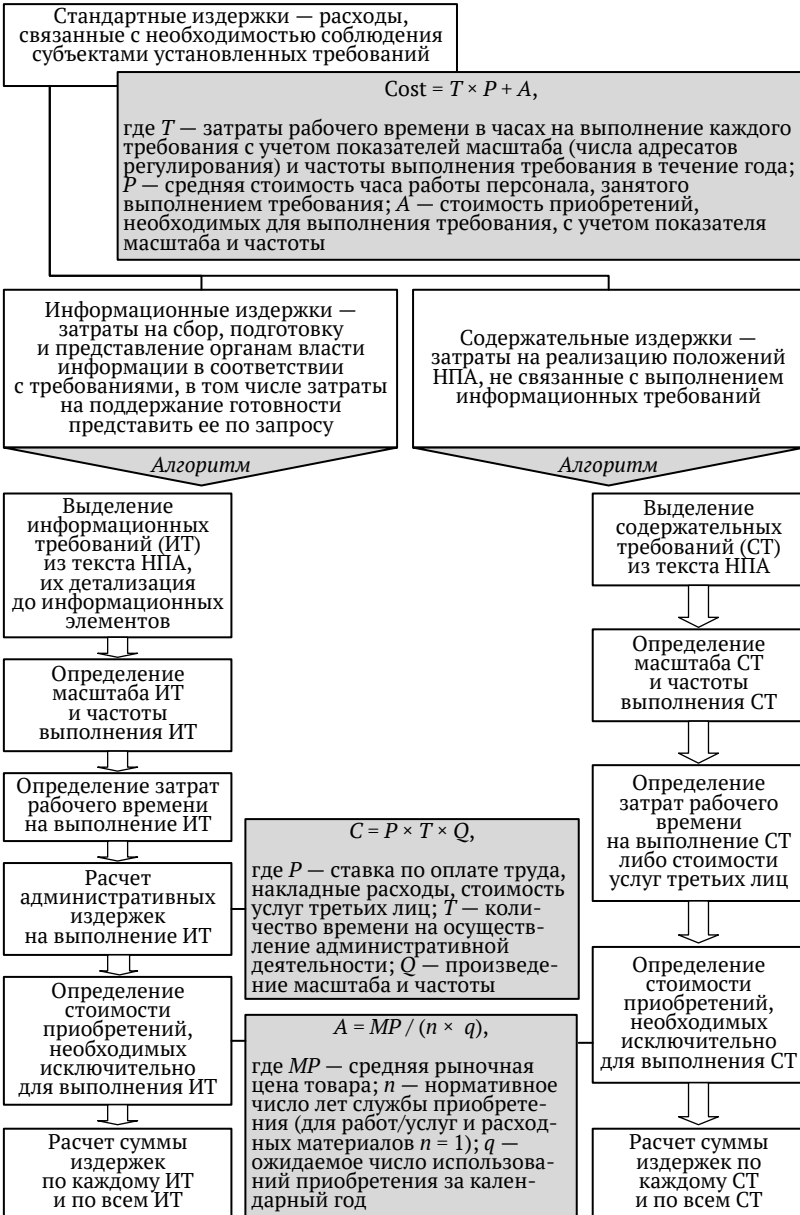 Стандартные издержки — расходы,
связанные с необходимостью соблюдения
субъектами установленных требований
Cost = T × P + A,
где T — затраты рабочего времени в часах на выполнение каждого
требования с учетом показателей масштаба (числа адресатов
регулирования) и частоты выполнения требования в течение года;
P — средняя стоимость часа работы персонала, занятого
выполнением требования; A — стоимость приобретений,
необходимых для выполнения требования, с учетом показателя
масштаба и частоты
Информационные издержки —
затраты на сбор, подготовку
и представление органам власти
информации в соответствии
с требованиями, в том числе затраты
на поддержание готовности
представить ее по запросу
Содержательные издержки —
затраты на реализацию положений
НПА, не связанные с выполнением
информационных требований
Алгоритм
Алгоритм
Выделение
информационных
требований (ИТ)
из текста НПА,
их детализация
до информационных
элементов
Определение
масштаба ИТ
и частоты
выполнения ИТ
Определение затрат
рабочего времени
на выполнение ИТ
Расчет
административных
издержек
на выполнение ИТ
Определение
стоимости
приобретений,
необходимых
исключительно
для выполнения ИТ
Расчет суммы
издержек
по каждому ИТ
и по всем ИТ
C = P × T × Q,
где P — ставка по оплате труда,
накладные расходы, стоимость
услуг третьих лиц; T — коли-
чество времени на осуществ-
ление административной
деятельности; Q — произведе-
ние масштаба и частоты
A = MP / (n × q),
где MP — средняя рыночная
цена товара; n — нормативное
число лет службы приобрете-
ния (для работ/услуг и расход-
ных материалов n = 1); q —
ожидаемое число использова-
ний приобретения за кален-
дарный год
Выделение
содержательных
требований (СТ)
из текста НПА
Определение
масштаба СТ
и частоты
выполнения СТ
Определение
затрат рабочего
времени
на выполнение СТ
либо стоимости
услуг третьих лиц
Определение
стоимости
приобретений,
необходимых
исключительно
для выполнения СТ
Расчет суммы
издержек по
каждому СТ
и по всем СТ